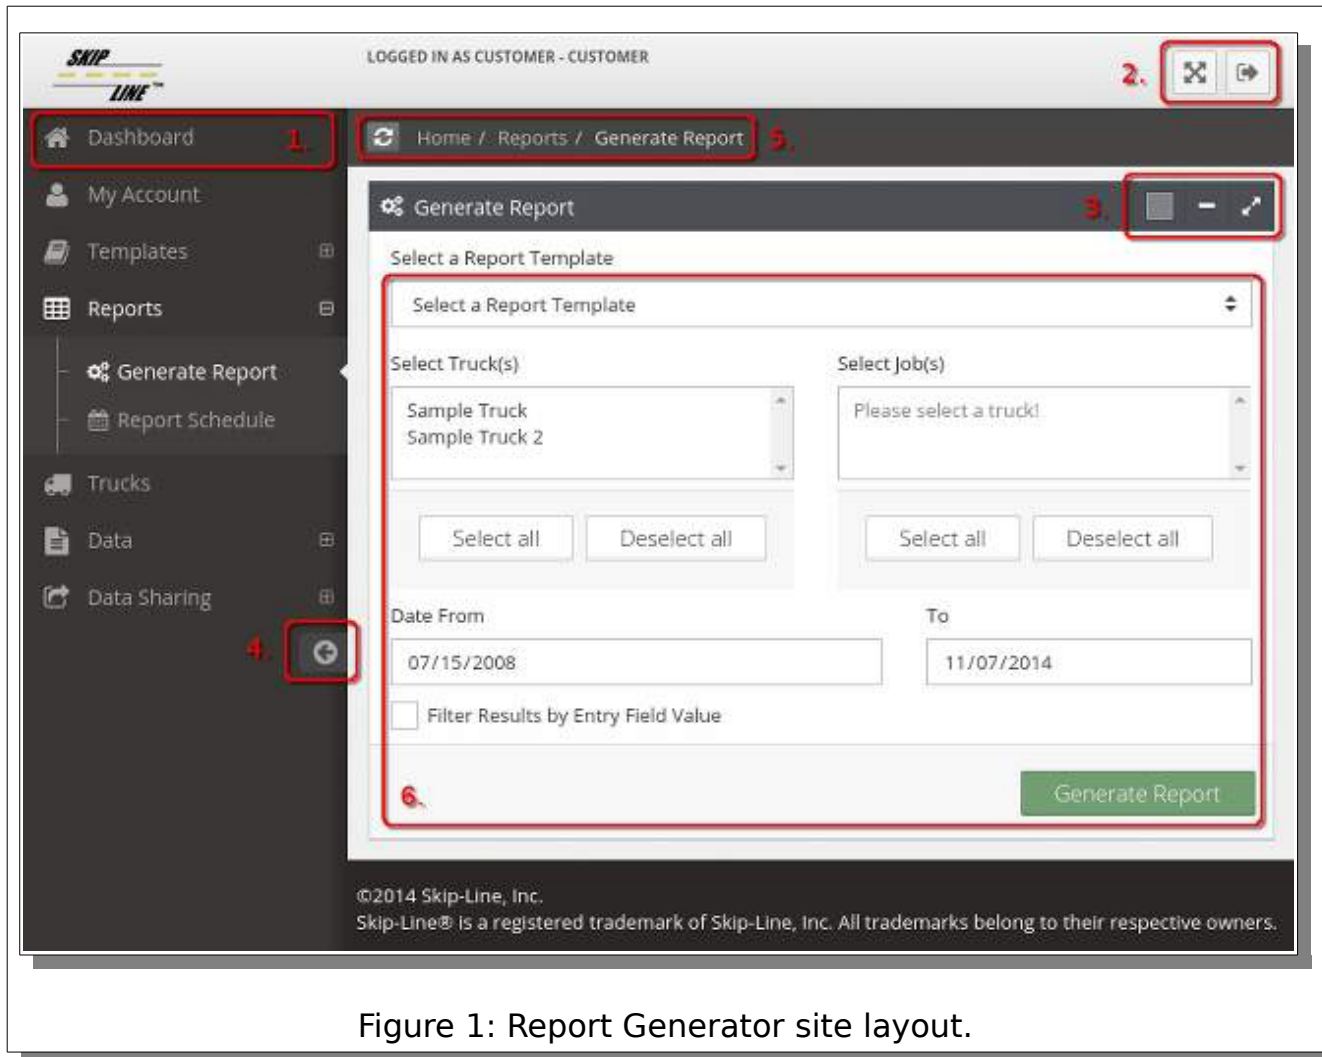 SKIP
LINE™
LOGGED IN AS CUSTOMER - CUSTOMER
2.
Dashboard
1.
Home / Reports / Generate Report
5.
My Account
Generate Report
3.
Templates
Select a Report Template
Reports
Select a Report Template
Generate Report
Select Truck(s)
Select Job(s)
Report Schedule
Sample Truck
Sample Truck 2
Please select a truck!
Trucks
Data
Select all
Deselect all
Select all
Deselect all
Data Sharing
4.
Date From
To
07/15/2008
11/07/2014
Filter Results by Entry Field Value
6.
Generate Report
©2014 Skip-Line, Inc.
Skip-Line® is a registered trademark of Skip-Line, Inc. All trademarks belong to their respective owners.
Figure 1: Report Generator site layout.